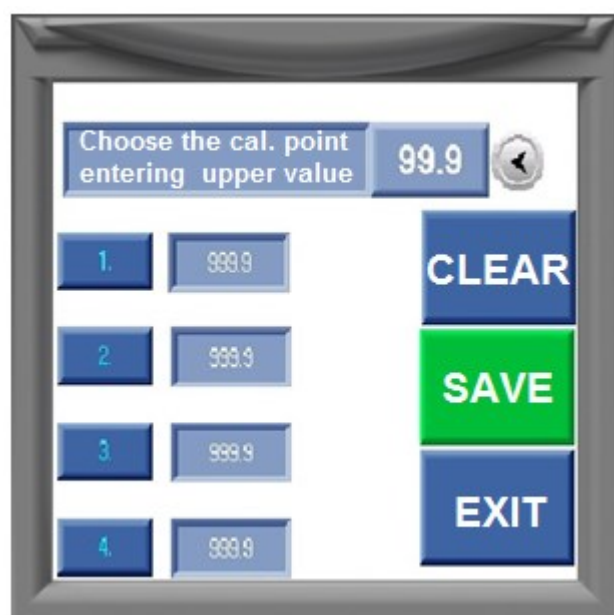 Choose the cal. point
entering upper value
99.9
1.
999.9
CLEAR
2.
999.9
SAVE
3.
999.9
EXIT
4.
999.9